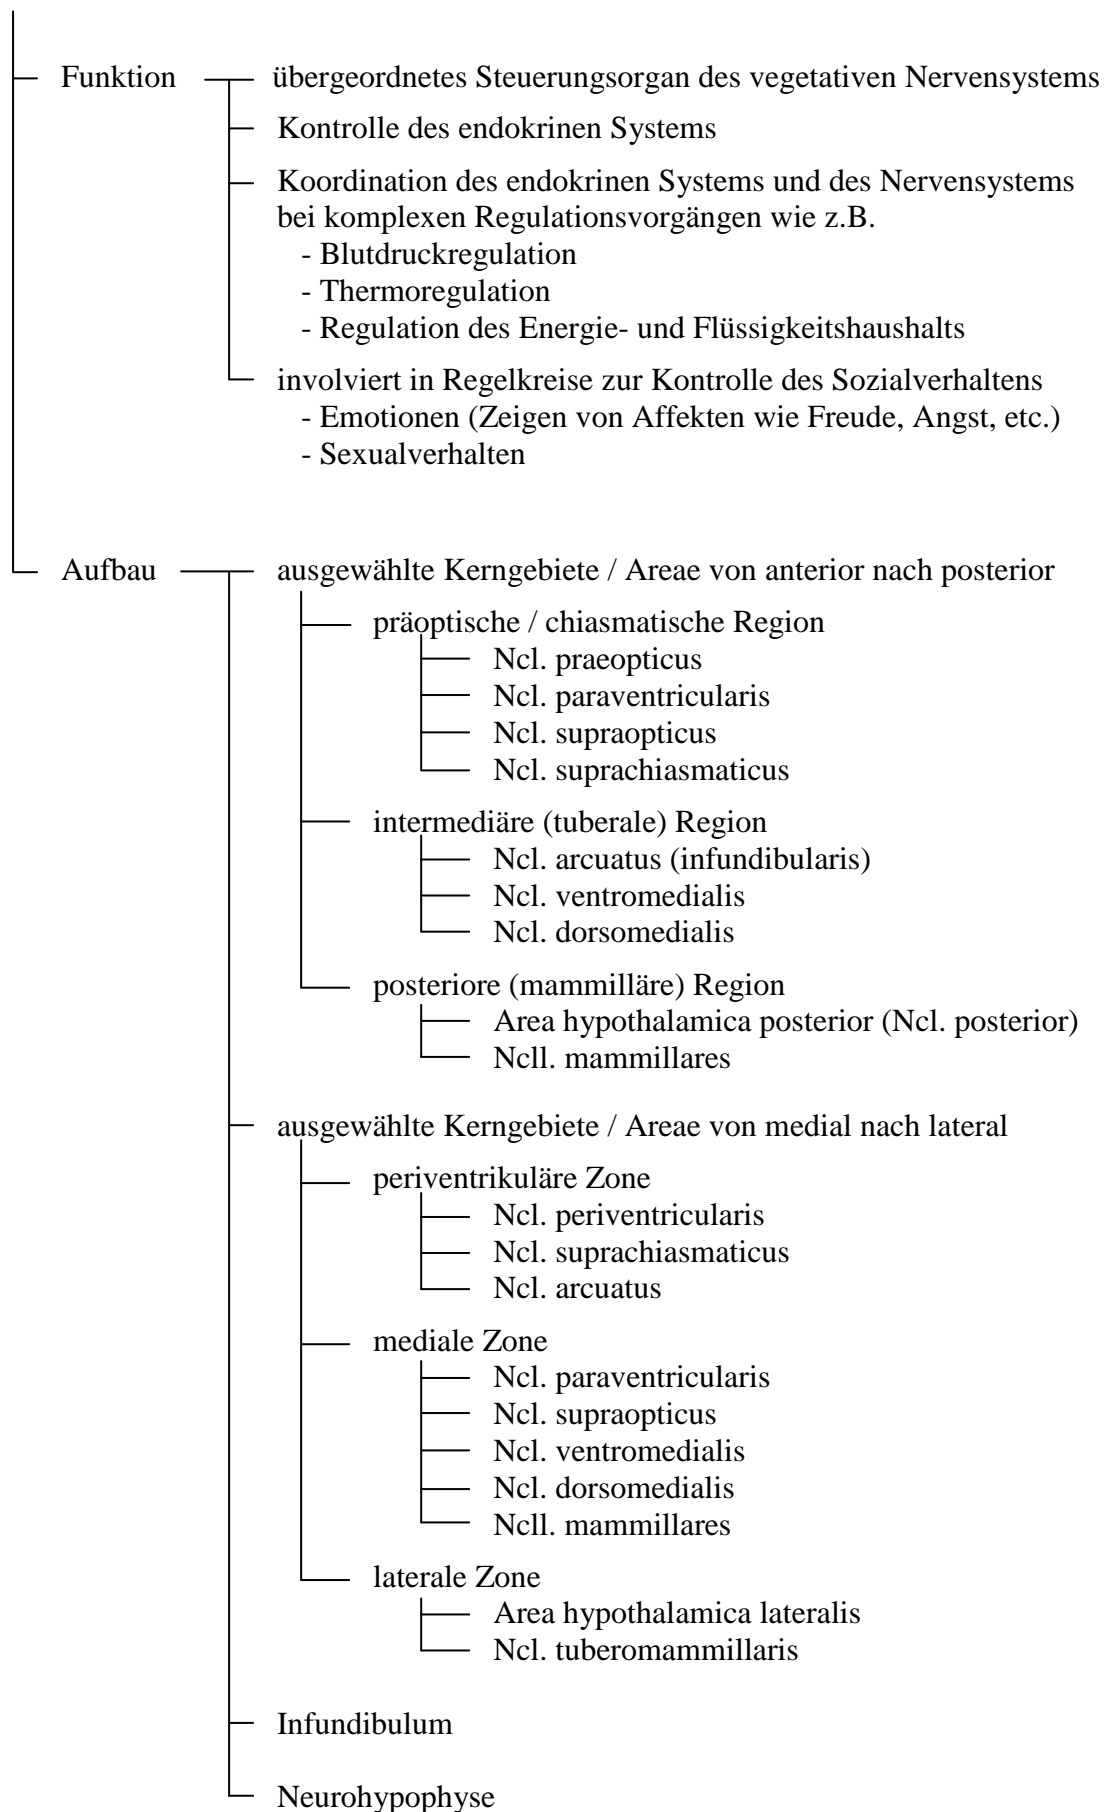 Funktion
übergeordnetes Steuerungsorgan des vegetativen Nervensystems
Kontrolle des endokrinen Systems
Koordination des endokrinen Systems und des Nervensystems
bei komplexen Regulationsvorgängen wie z.B.
- Blutdruckregulation
- Thermoregulation
- Regulation des Energie- und Flüssigkeitshaushalts
involviert in Regelkreise zur Kontrolle des Sozialverhaltens
- Emotionen (Zeigen von Affekten wie Freude, Angst, etc.)
- Sexualverhalten
Aufbau
ausgewählte Kerngebiete / Areae von anterior nach posterior
präoptische / chiasmatische Region
Ncl. praeopticus
Ncl. paraventricularis
Ncl. supraopticus
Ncl. suprachiasmaticus
intermediäre (tuberale) Region
Ncl. arcuatus (infundibularis)
Ncl. ventromedialis
Ncl. dorsomedialis
posteriore (mammilläre) Region
Area hypothalamica posterior (Ncl. posterior)
Ncll. mammillares
ausgewählte Kerngebiete / Areae von medial nach lateral
periventrikuläre Zone
Ncl. periventricularis
Ncl. suprachiasmaticus
Ncl. arcuatus
mediale Zone
Ncl. paraventricularis
Ncl. supraopticus
Ncl. ventromedialis
Ncl. dorsomedialis
Ncll. mammillares
laterale Zone
Area hypothalamica lateralis
Ncl. tuberomammillaris
Infundibulum
Neurohypophyse